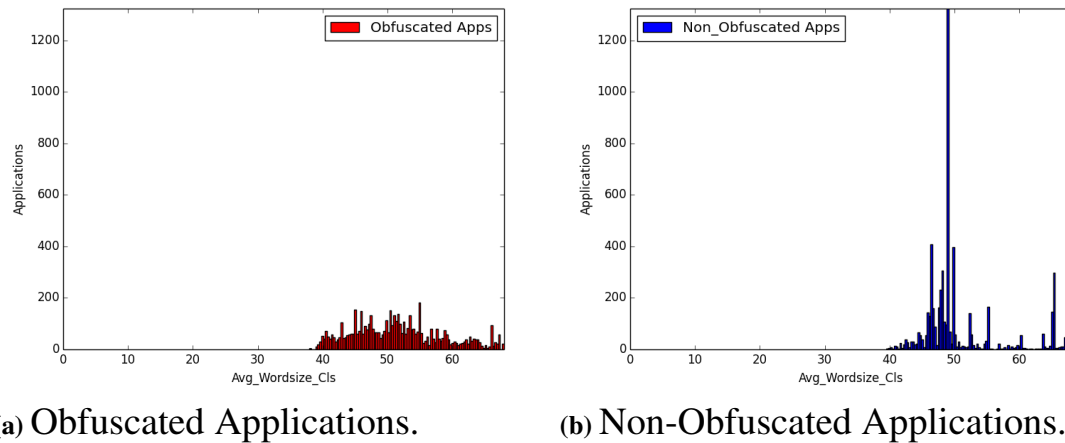 1200
1000
800
600
400
200
0
Applications
Obfuscated Apps
0 10 20 30 40 50 60
Avg_Wordsize_Cls
1200
1000
800
600
400
200
0
Applications
Non_Obfuscated Apps
0 10 20 30 40 50 60
Avg_Wordsize_Cls
(a) Obfuscated Applications.
(b) Non-Obfuscated Applications.